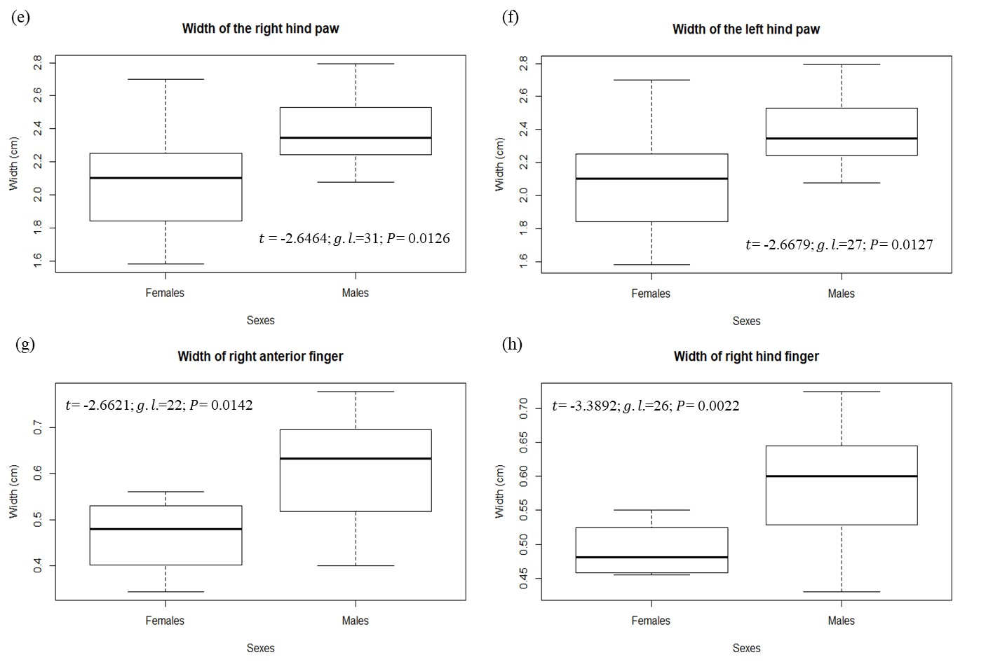 (e)
Width of the right hind paw
Width (cm)
2.8
2.6
2.4
2.2
2.0
1.8
1.6
t = -2.6464; g. l.=31; P= 0.0126
Females
Males
Sexes
(f)
Width of the left hind paw
Width (cm)
2.8
2.6
2.4
2.2
2.0
1.8
1.6
t= -2.6679; g. l.=27; P= 0.0127
Females
Males
Sexes
(g)
Width of right anterior finger
t= -2.6621; g. l.=22; P= 0.0142
Width (cm)
0.7
0.6
0.5
0.4
Females
Males
Sexes
(h)
Width of right hind finger
t= -3.3892; g. l.=26; P= 0.0022
Width (cm)
0.70
0.65
0.60
0.55
0.50
0.45
Females
Males
Sexes